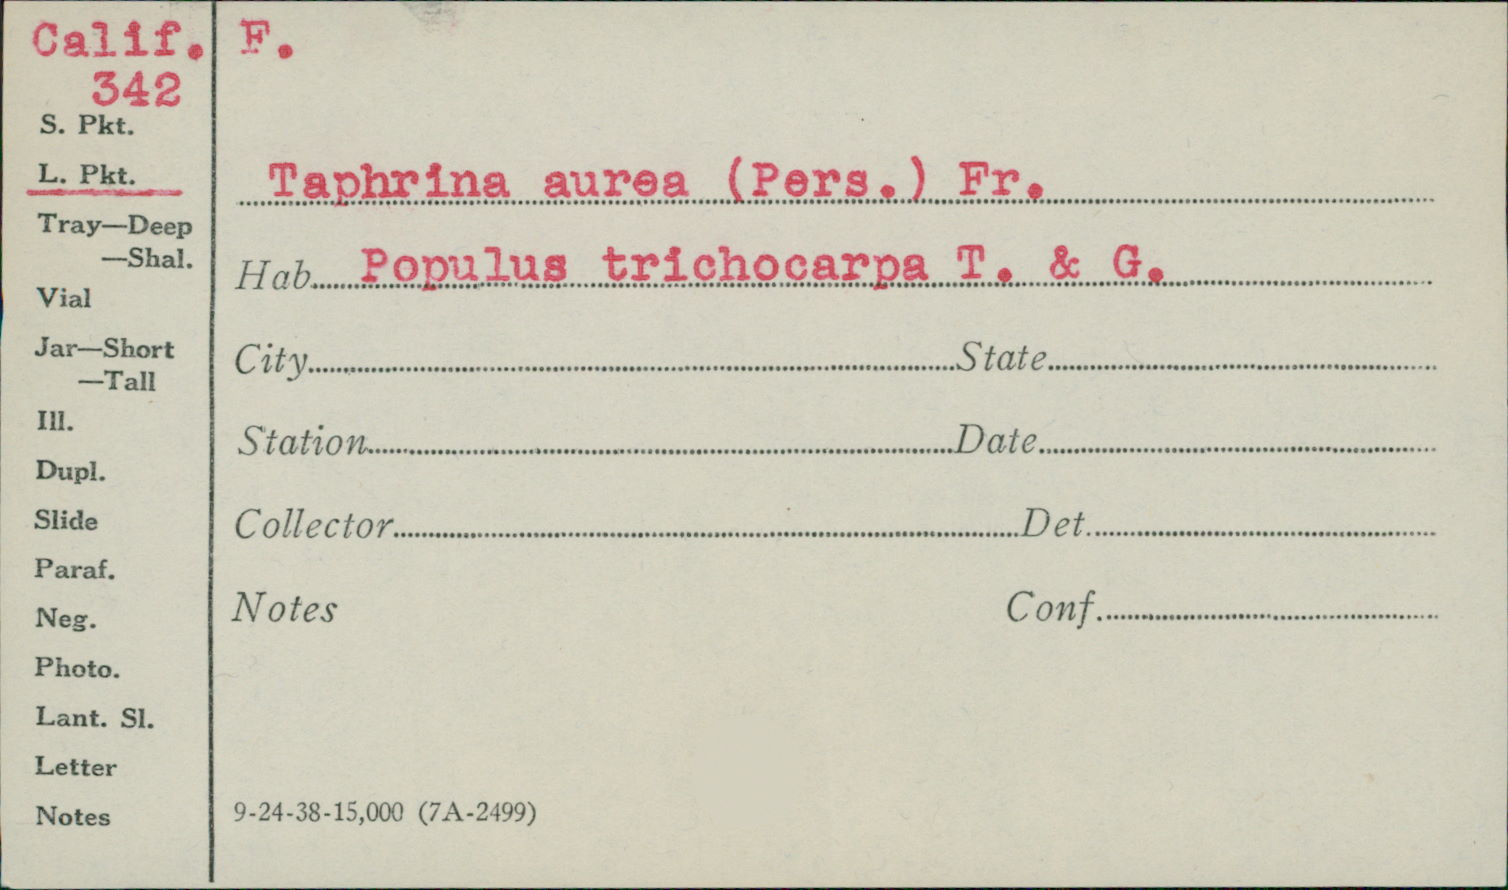 Calif. F.
342
S. Pkt.
L. Pkt.
Taphrina aurea (Pers.) Fr.
Tray—Deep
—Shal.
Hab. Populus trichocarpa T. & G.
Vial
Jar—Short
—Tall
City State
Ill.
Station Date
Dupl.
Slide
Collector Det.
Paraf.
Neg.
Notes Conf.
Photo.
Lant. Sl.
Letter
Notes
9-24-38-15,000 (7A-2499)